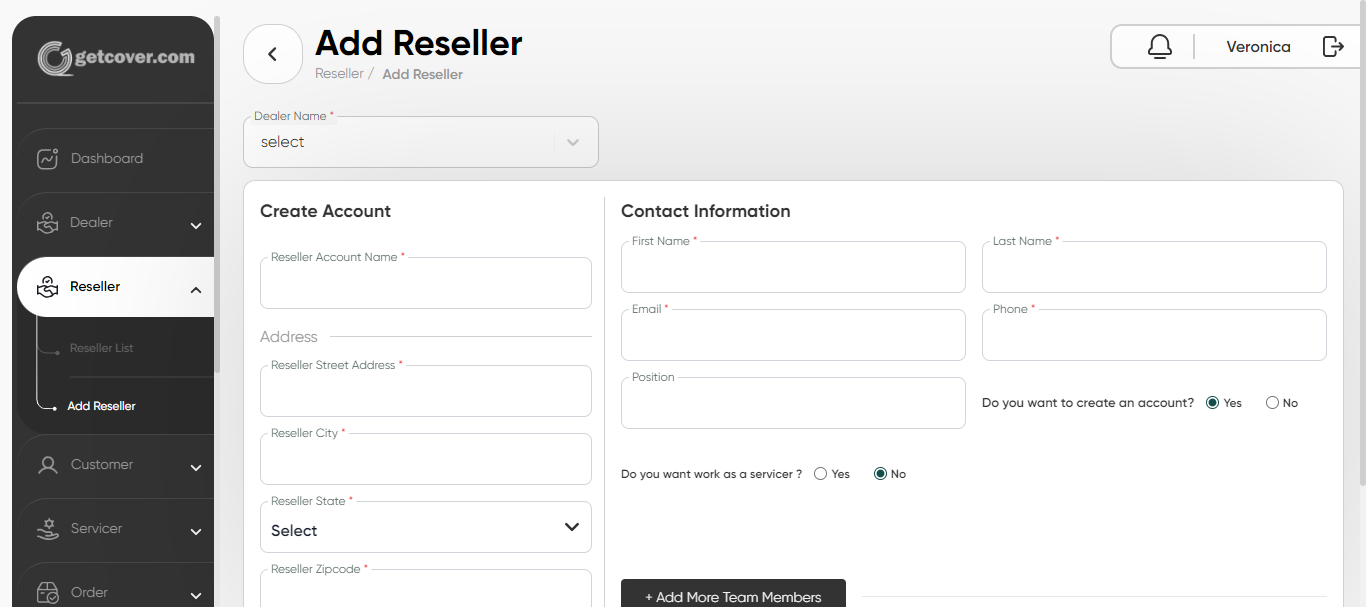 getcover.com
Dashboard
Dealer
Reseller
Reseller List
Add Reseller
Customer
Servicer
Order
Add Reseller
Reseller / Add Reseller
Veronica
Dealer Name *
select
Create Account
Reseller Account Name *
Address
Reseller Street Address *
Reseller City *
Reseller State *
Select
Reseller Zipcode *
Contact Information
First Name *
Last Name *
Email *
Phone *
Position
Do you want to create an account? Yes No
Do you want work as a servicer ? Yes No
+ Add More Team Members